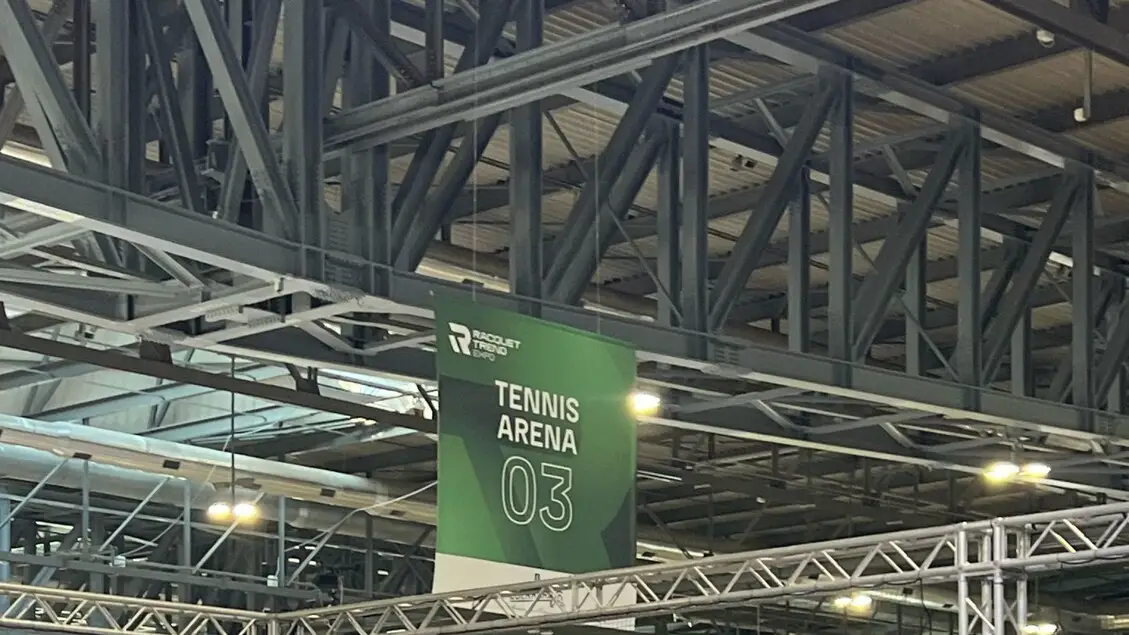 RACQUET
TREND
EXPO
TENNIS
ARENA
03